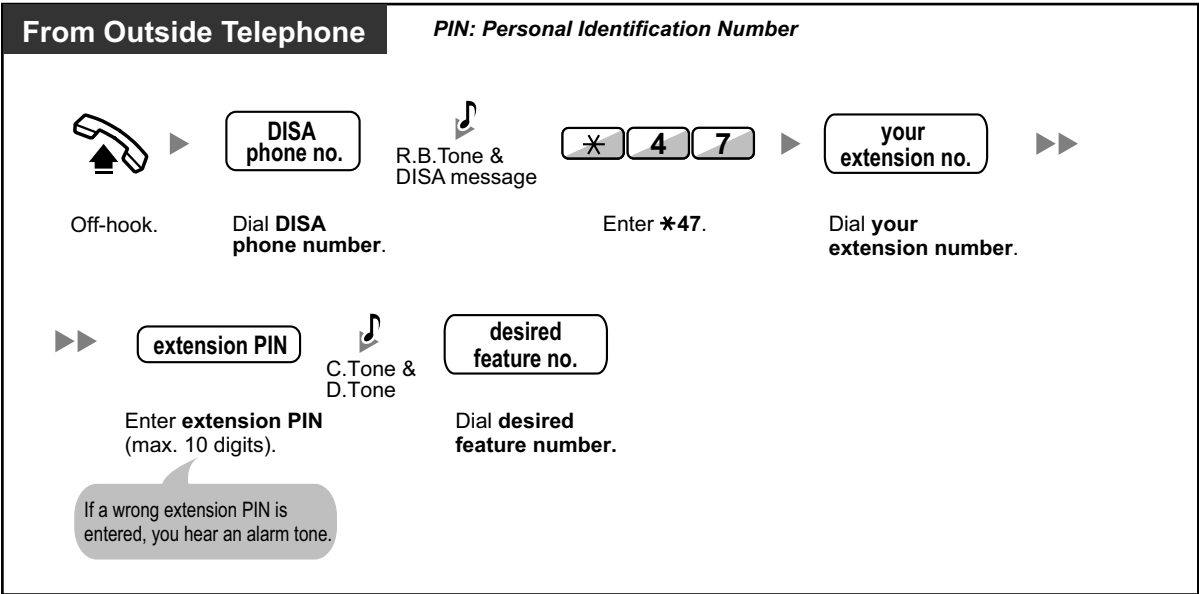 From Outside Telephone
PIN: Personal Identification Number
DISA
phone no.
R.B.Tone &
DISA message
✳ 4 7
your
extension no.
Off-hook.
Dial DISA
phone number.
Enter ✳47.
Dial your
extension number.
extension PIN
C.Tone &
D.Tone
desired
feature no.
Enter extension PIN
(max. 10 digits).
Dial desired
feature number.
If a wrong extension PIN is
entered, you hear an alarm tone.